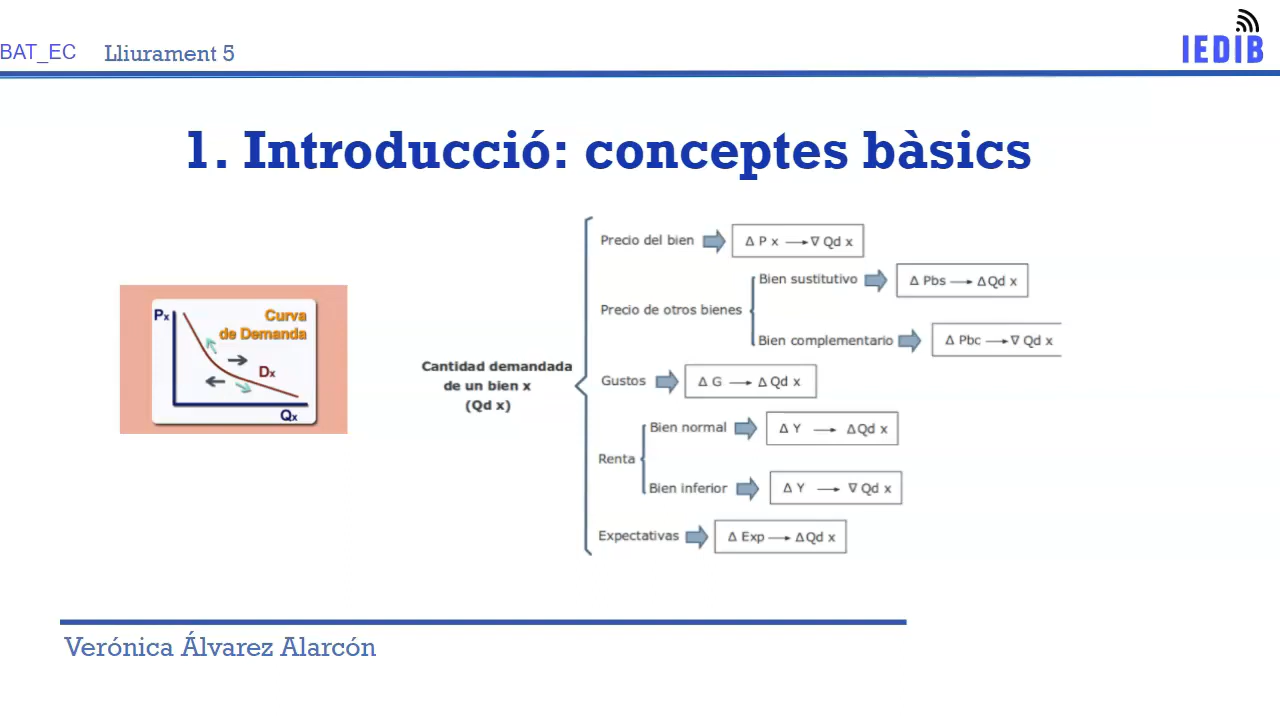 BAT_EC
Lliurament 5
IEDIB
1. Introducció: conceptes bàsics
Px
Curva
de Demanda
Dx
Qx
Cantidad demandada
de un bien x
(Qd x)
Precio del bien
Δ P x → ∇ Qd x
Precio de otros bienes
Bien sustitutivo
Δ Pbs → Δ Qd x
Bien complementario
Δ Pbc → ∇ Qd x
Gustos
Δ G → Δ Qd x
Renta
Bien normal
Δ Y → Δ Qd x
Bien inferior
Δ Y → ∇ Qd x
Expectativas
Δ Exp → Δ Qd x
Verónica Álvarez Alarcón